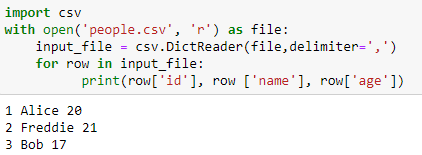 import csv
with open('people.csv', 'r') as file:
    input_file = csv.DictReader(file,delimiter=',')
    for row in input_file:
          print(row['id'], row ['name'], row['age'])
1 Alice 20
2 Freddie 21
3 Bob 17